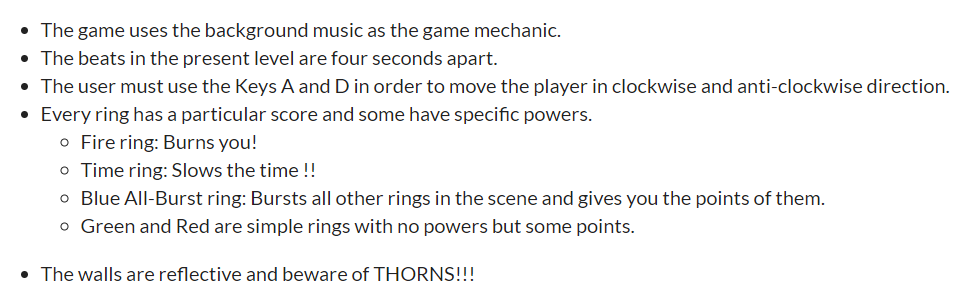 The game uses the background music as the game mechanic.
The beats in the present level are four seconds apart.
The user must use the Keys A and D in order to move the player in clockwise and anti-clockwise direction.
Every ring has a particular score and some have specific powers.
Fire ring: Burns you!
Time ring: Slows the time !!
Blue All-Burst ring: Bursts all other rings in the scene and gives you the points of them.
Green and Red are simple rings with no powers but some points.
The walls are reflective and beware of THORNS!!!